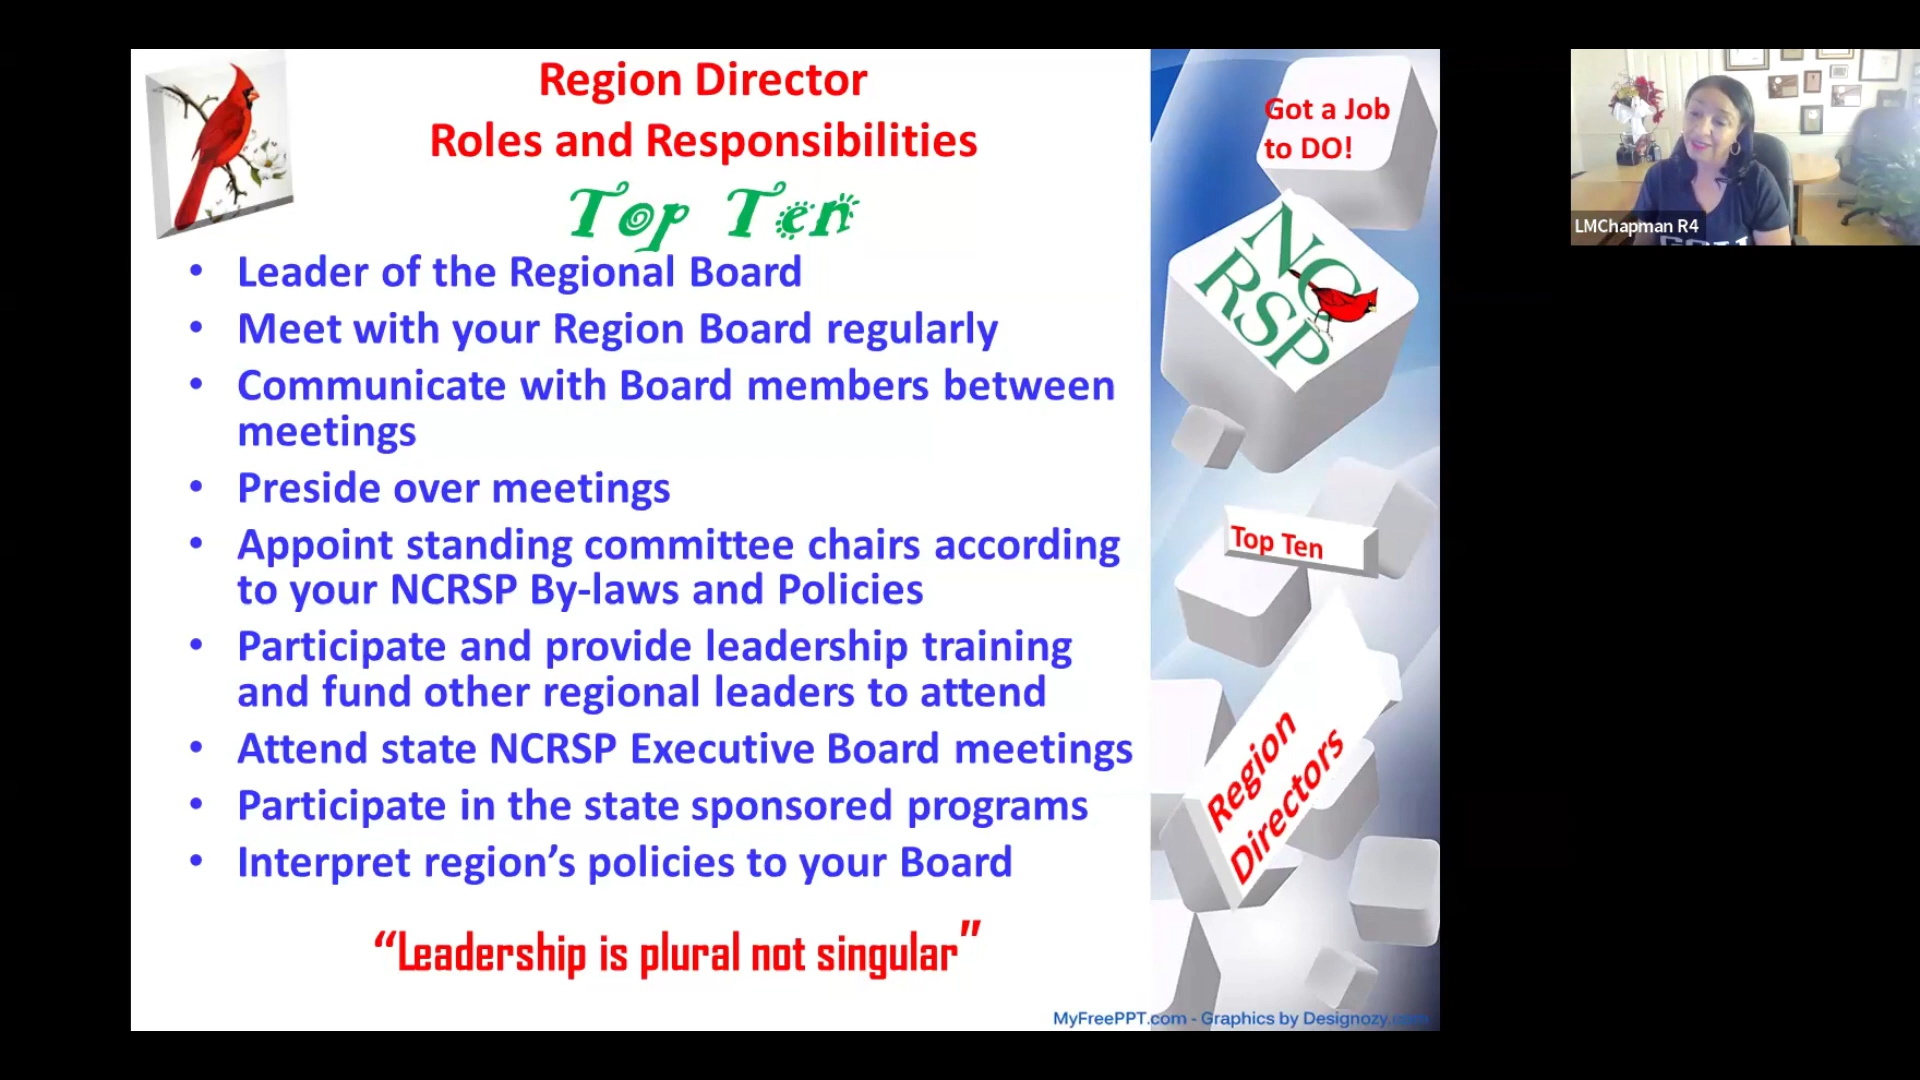 Region Director
Roles and Responsibilities
Top Ten
• Leader of the Regional Board
• Meet with your Region Board regularly
• Communicate with Board members between
meetings
• Preside over meetings
• Appoint standing committee chairs according
to your NCRSP By-laws and Policies
• Participate and provide leadership training
and fund other regional leaders to attend
• Attend state NCRSP Executive Board meetings
• Participate in the state sponsored programs
• Interpret region’s policies to your Board
“Leadership is plural not singular”
Got a Job
to DO!
NC
RSP
Top Ten
Region
Directors
MyFreePPT.com - Graphics by Designozy.com
LMChapman R4